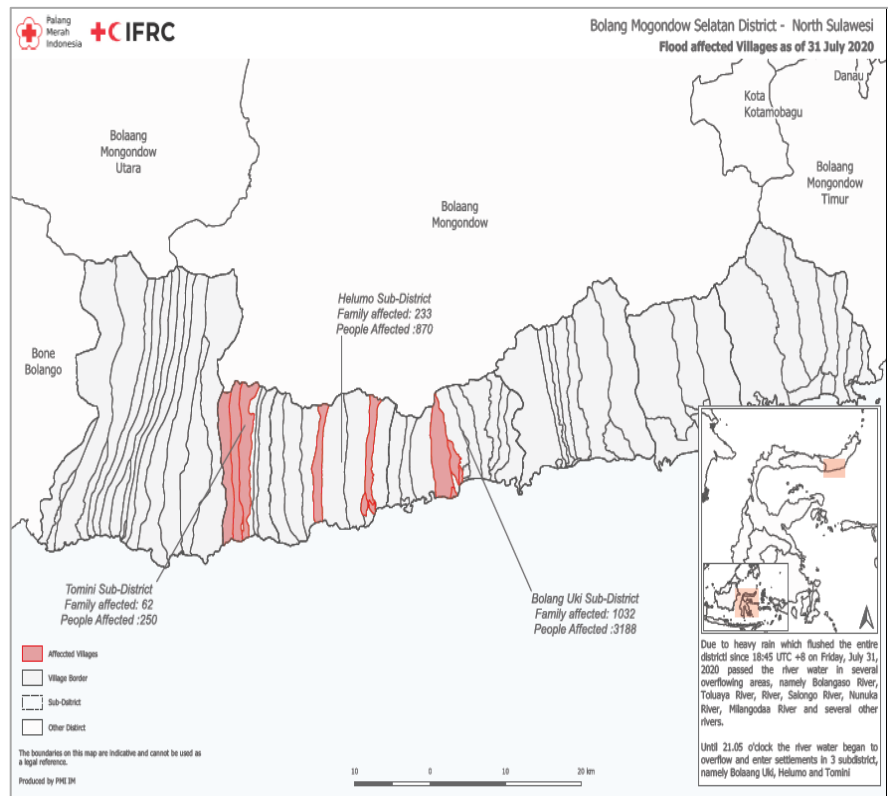 Palang
Merah
Indonesia
IFRC
Bolang Mogondow Selatan District - North Sulawesi
Flood affected Villages as of 31 July 2020
Danau
Kota
Kotamobagu
Bolaang
Mongondow
Utara
Bolaang
Mongondow
Timur
Bolaang
Mongondow
Helumo Sub-District
Family affected: 233
People Affected :870
Bone
Bolango
Tomini Sub-District
Family affected: 62
People Affected :250
Bolang Uki Sub-District
Family affected: 1032
People Affected :3188
Affeccted Villages
Village Border
Sub-Daitrict
Other Distirct
The boundaries on this map are indicative and cannot be used as
a legal reference.
Produced by PMI IM
10 0 10 20 km
Due to heavy rain which flushed the entire
districtl since 18:45 UTC +8 on Friday, July 31,
2020 passed the river water in several
overflowing areas, namely Bolangaso River,
Toluaya River, River, Salongo River, Nunuka
River, Milangodaa River and several other
rivers.
Until 21.05 o'clock the river water began to
overflow and enter settlements in 3 subdistrict,
namely Bolaang Uki, Helumo and Tomini